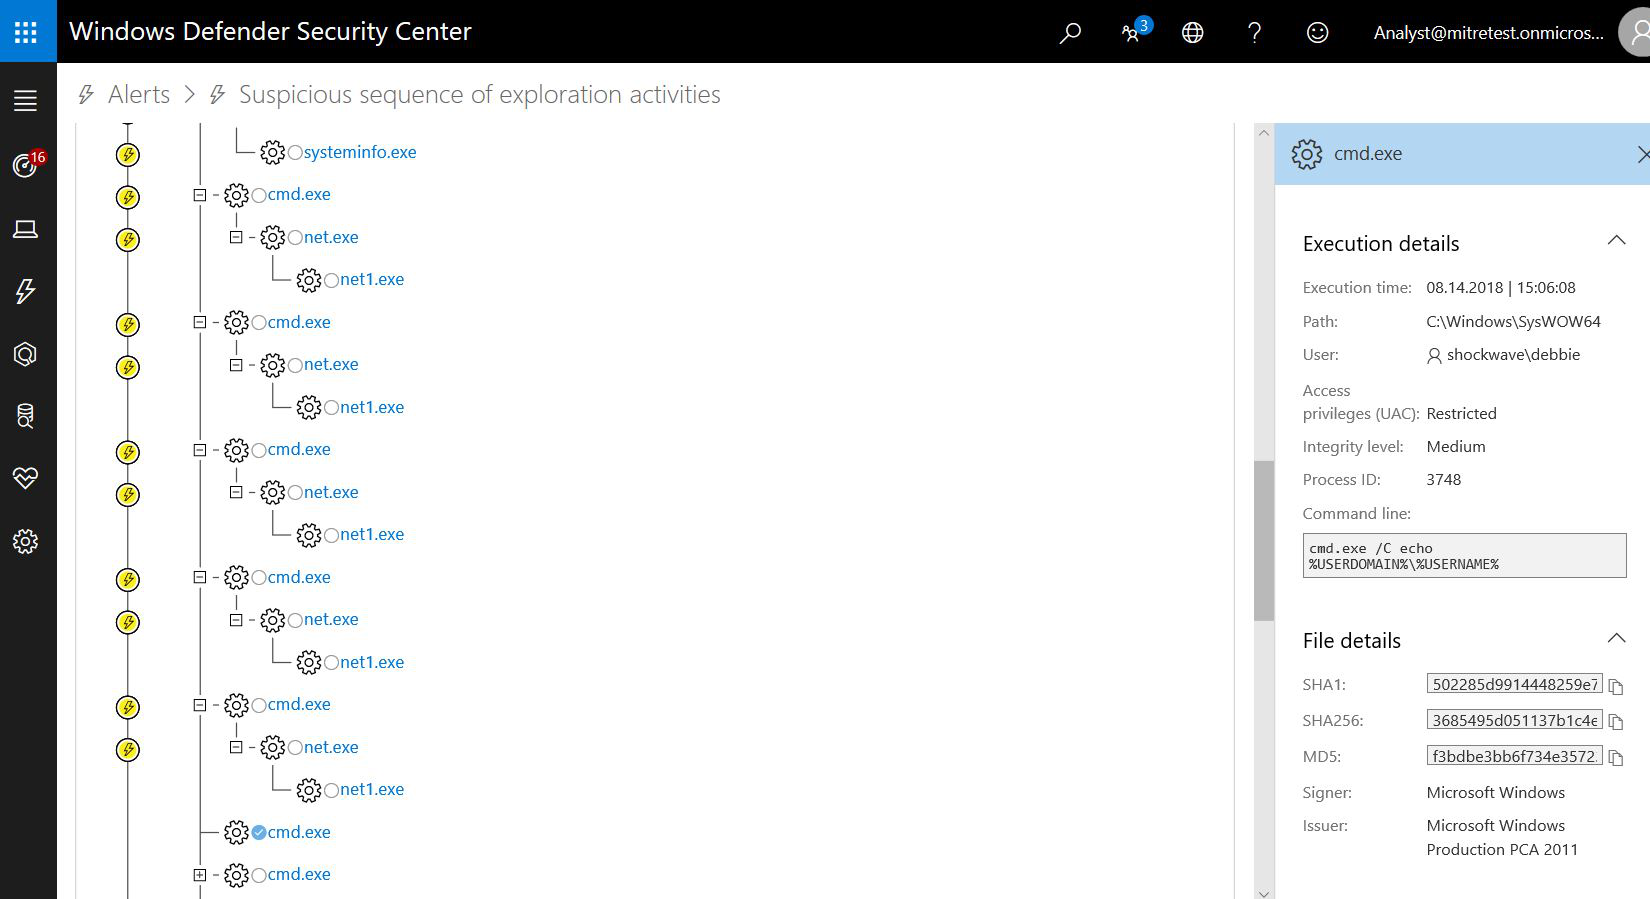 Windows Defender Security Center
3
Analyst@mitretest.onmicros...
Alerts > Suspicious sequence of exploration activities
16
systeminfo.exe
cmd.exe
net.exe
net1.exe
cmd.exe
net.exe
net1.exe
cmd.exe
net.exe
net1.exe
cmd.exe
net.exe
net1.exe
cmd.exe
net.exe
net1.exe
cmd.exe
cmd.exe
cmd.exe
Execution details
Execution time: 08.14.2018 | 15:06:08
Path: C:\Windows\SysWOW64
User: shockwave\debbie
Access
privileges (UAC): Restricted
Integrity level: Medium
Process ID: 3748
Command line:
cmd.exe /C echo
%USERDOMAIN%\%USERNAME%
File details
SHA1: 502285d9914448259e7
SHA256: 3685495d051137b1c4e
MD5: f3bdbe3bb6f734e3572
Signer: Microsoft Windows
Issuer: Microsoft Windows
Production PCA 2011